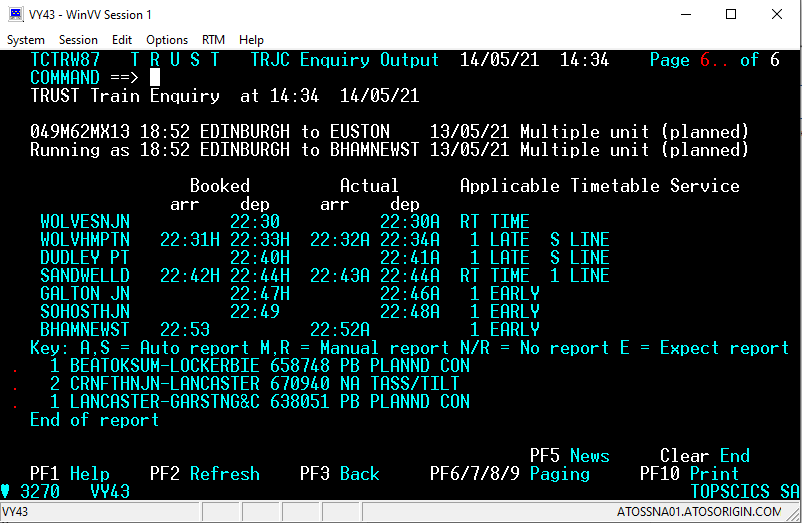 VY43 - WinVV Session 1
System Session Edit Options RTM Help
TCTRW87 T R U S T TRJC Enquiry Output 14/05/21 14:34 Page 6.. of 6
COMMAND ==>
TRUST Train Enquiry at 14:34 14/05/21
049M62MX13 18:52 EDINBURGH to EUSTON 13/05/21 Multiple unit (planned)
Running as 18:52 EDINBURGH to BHAMNEWST 13/05/21 Multiple unit (planned)
Booked Actual Applicable Timetable Service
arr dep arr dep
WOLVESNJN 22:30 22:30A RT TIME
WOLVHMPTN 22:31H 22:33H 22:32A 22:34A 1 LATE S LINE
DUDLEY PT 22:40H 22:41A 1 LATE S LINE
SANDWELLD 22:42H 22:44H 22:43A 22:44A RT TIME 1 LINE
GALTON JN 22:47H 22:46A 1 EARLY
SOHOSTHJN 22:49 22:48A 1 EARLY
BHAMNEWST 22:53 22:52A 1 EARLY
Key: A,S = Auto report M,R = Manual report N/R = No report E = Expect report
. 1 BEATOKSUM-LOCKERBIE 658748 PB PLANND CON
. 2 CRNFTHNJN-LANCASTER 670940 NA TASS/TILT
. 1 LANCASTER-GARSTNG&C 638051 PB PLANND CON
End of report
PF5 News Clear End
PF1 Help PF2 Refresh PF3 Back PF6/7/8/9 Paging PF10 Print
♥ 3270 VY43 TOPSCICS SA
VY43 ATOSSNA01.ATOSORIGIN.COM